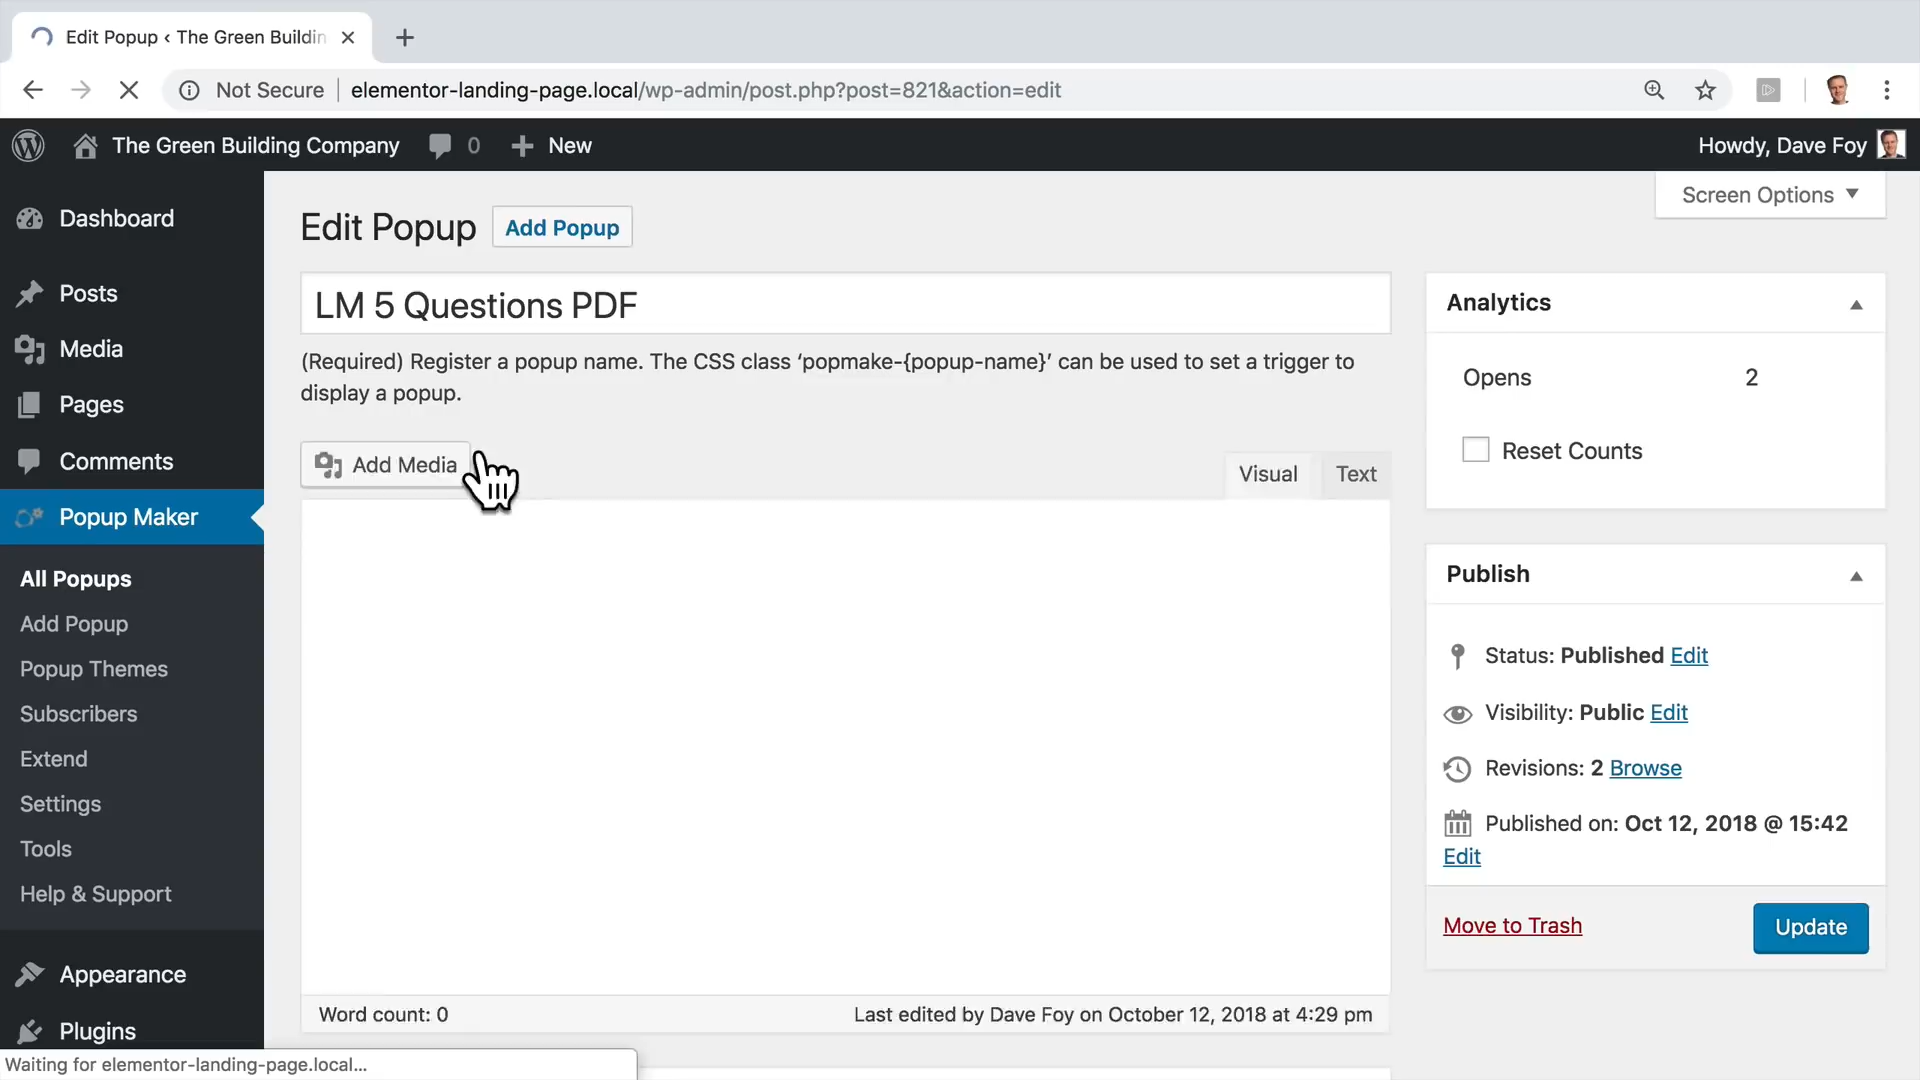 Edit Popup ‹ The Green Buildin
Not Secure
elementor-landing-page.local/wp-admin/post.php?post=821&action=edit
The Green Building Company
0
New
Howdy, Dave Foy
Screen Options
Dashboard
Posts
Media
Pages
Comments
Popup Maker
All Popups
Add Popup
Popup Themes
Subscribers
Extend
Settings
Tools
Help & Support
Appearance
Plugins
Edit Popup
Add Popup
LM 5 Questions PDF
(Required) Register a popup name. The CSS class ‘popmake-{popup-name}’ can be used to set a trigger to
display a popup.
Add Media
Visual
Text
Word count: 0
Last edited by Dave Foy on October 12, 2018 at 4:29 pm
Analytics
Opens
2
Reset Counts
Publish
Status: Published Edit
Visibility: Public Edit
Revisions: 2 Browse
Published on: Oct 12, 2018 @ 15:42
Edit
Move to Trash
Update
Waiting for elementor-landing-page.local...